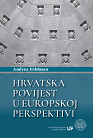 Andrea Feldman
HRVATSKA
POVIJEST
U EUROPSKOJ
PERSPEKTIVI